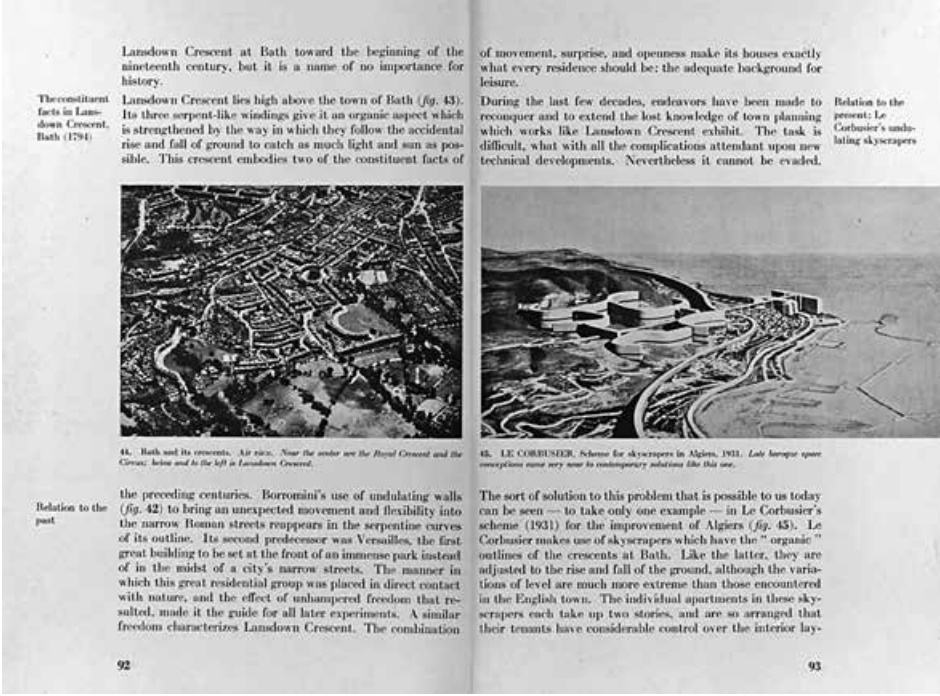 Lansdown Crescent at Bath toward the beginning of the
nineteenth century, but it is a name of no importance for
history.
The constituent
facts in Lans-
down Crescent,
Bath (1794)
Lansdown Crescent lies high above the town of Bath (fig. 43).
Its three serpent-like windings give it an organic aspect which
is strengthened by the way in which they follow the accidental
rise and fall of ground to catch as much light and sun as pos-
sible. This crescent embodies two of the constituent facts of
44. Bath and its crescents. Air view. Near the center are the Royal Crescent and the
Circus; below and to the left is Lansdown Crescent.
Relation to the
past
the preceding centuries. Borromini's use of undulating walls
(fig. 42) to bring an unexpected movement and flexibility into
the narrow Roman streets reappears in the serpentine curves
of its outline. Its second predecessor was Versailles, the first
great building to be set at the front of an immense park instead
of in the midst of a city's narrow streets. The manner in
which this great residential group was placed in direct contact
with nature, and the effect of unhampered freedom that re-
sulted, made it the guide for all later experiments. A similar
freedom characterizes Lansdown Crescent. The combination
92
of movement, surprise, and openness make its houses exactly
what every residence should be: the adequate background for
leisure.
During the last few decades, endeavors have been made to
reconquer and to extend the lost knowledge of town planning
which works like Lansdown Crescent exhibit. The task is
difficult, what with all the complications attendant upon new
technical developments. Nevertheless it cannot be evaded.
Relation to the
present: Le
Corbusier's undu-
lating skyscrapers
45. LE CORBUSIER. Scheme for skyscrapers in Algiers, 1931. Late baroque space
conceptions come very near to contemporary solutions like this one.
The sort of solution to this problem that is possible to us today
can be seen — to take only one example — in Le Corbusier's
scheme (1931) for the improvement of Algiers (fig. 45). Le
Corbusier makes use of skyscrapers which have the " organic "
outlines of the crescents at Bath. Like the latter, they are
adjusted to the rise and fall of the ground, although the varia-
tions of level are much more extreme than those encountered
in the English town. The individual apartments in these sky-
scrapers each take up two stories, and are so arranged that
their tenants have considerable control over the interior lay-
93